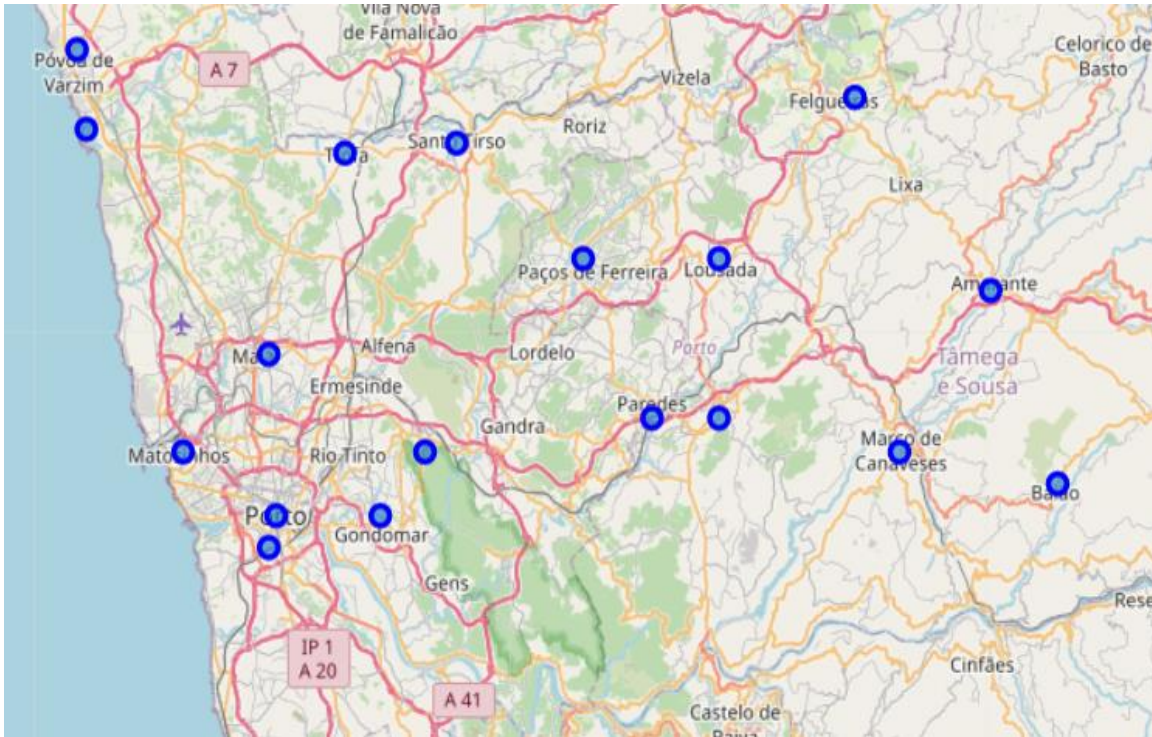 Vila Nova
de Famalicão
Póvoa de
Varzim
A 7
Vizela
Celorico de
Basto
Felgueiras
Santo Tirso
Roriz
Trofa
Lixa
Paços de Ferreira
Lousada
Amarante
Maia
Alfena
Lordelo
Porto
Tâmega
e Sousa
Ermesinde
Paredes
Gandra
Matosinhos
Rio Tinto
Marco de
Canaveses
Baião
Porto
Gondomar
Gens
Rese
IP 1
A 20
Cinfães
A 41
Castelo de